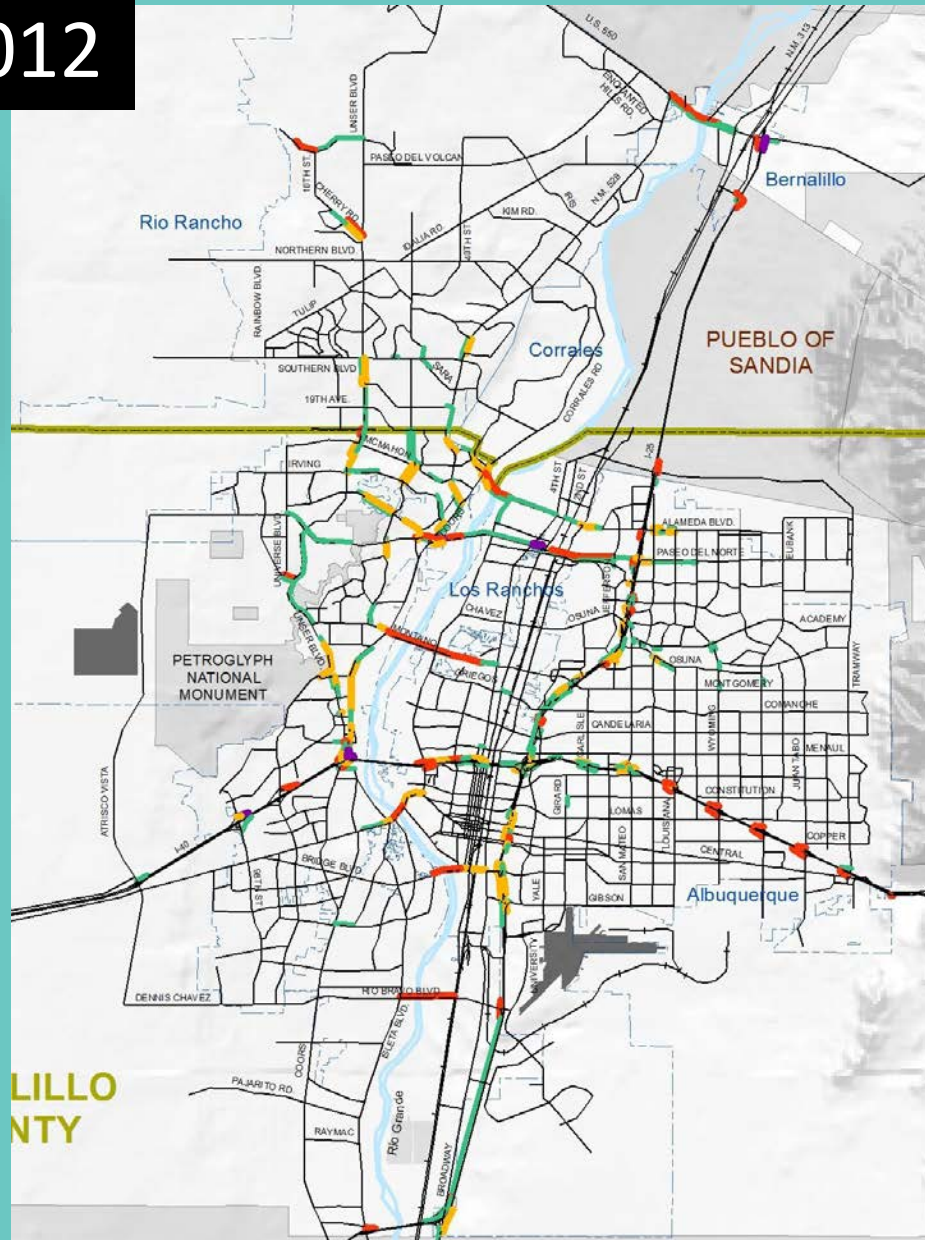 012
U.S. 550
N.M. 313
ENCHANTED
HILLS RD.
UNSER BLVD
PASEO DEL VOLCAN
Bernalillo
CHERRY RD.
IRIS
N.M. 528
KIM RD.
Rio Rancho
IDALIA RD.
NORTHERN BLVD.
RAINBOW BLVD.
TULIP
PUEBLO OF
SANDIA
Corrales
SARA
SOUTHERN BLVD
CORRALES RD
19TH AVE.
MCMAHON
I-25
IRVING
4TH ST
2ND ST
COORS
ALAMEDA BLVD.
EUBANK
UNIVERSE BLVD.
PASEO DEL NORTE
JEFFERSON
Los Ranchos
CHAVEZ
OSUNA
ACADEMY
UNSER BLVD.
MONTANO
PETROGLYPH
NATIONAL
MONUMENT
GRIEGOS
OSUNA
MONTGOMERY
TRAMWAY
COMANCHE
CARLISLE
CANDELARIA
WYOMING
MENAUL
JUAN TABO
ATRISCO VISTA
GIRARD
CONSTITUTION
LOMAS
LOUISIANA
COPPER
I-40
SAN MATEO
CENTRAL
BRIDGE BLVD
98TH ST
YALE
GIBSON
Albuquerque
UNIVERSITY
DENNIS CHAVEZ
RIO BRAVO BLVD.
ISLETA BLVD.
COORS
LILLO
NTY
PAJARITO RD.
Rio Grande
RAYMAC
BROADWAY